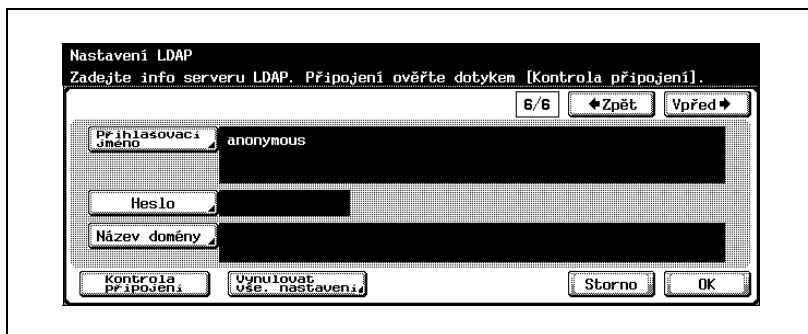 Nastavení LDAP
Zadejte info serveru LDAP. Připojení ověřte dotykem [Kontrola připojení].
6/6 Zpět Vpřed
Přihlašovací
jméno
anonymous
Heslo
Název domény
Kontrola
připojení
Vynulovat
vše. nastavení
Storno
OK